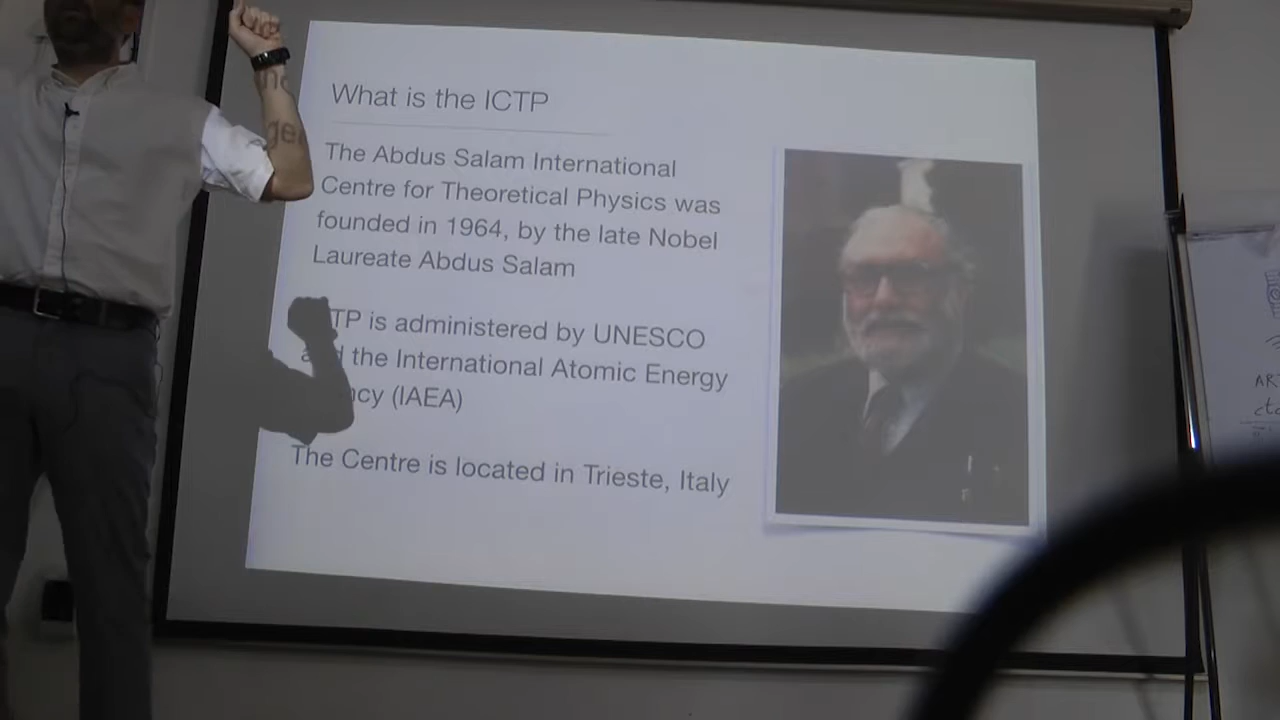 What is the ICTP
The Abdus Salam International
Centre for Theoretical Physics was
founded in 1964, by the late Nobel
Laureate Abdus Salam
TP is administered by UNESCO
the International Atomic Energy
ncy (IAEA)
The Centre is located in Trieste, Italy